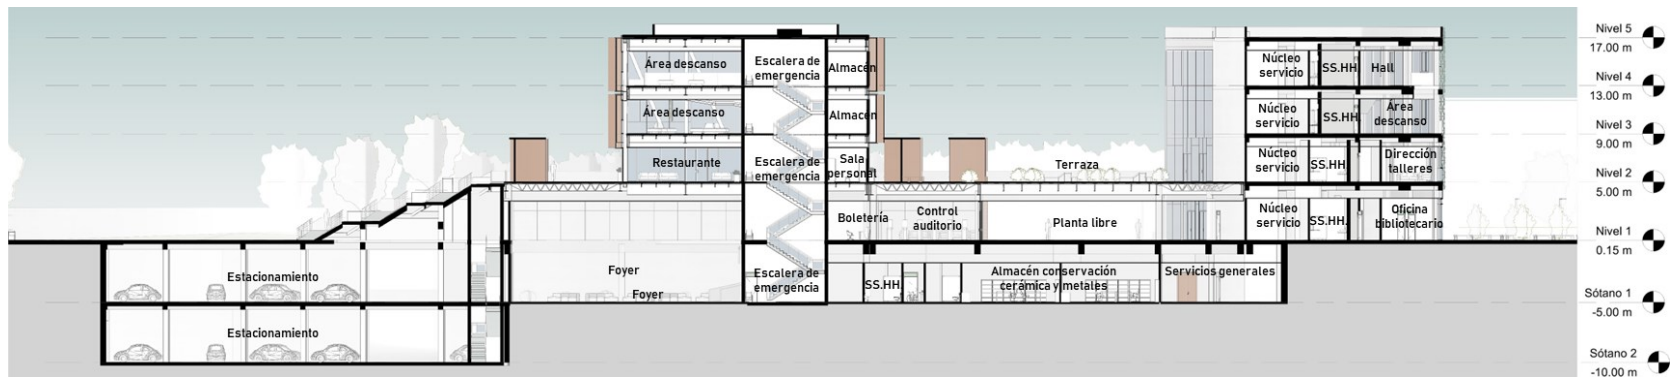 Nivel 5
17.00 m
Área descanso
Escalera de
emergencia
Almacén
Núcleo
servicio
SS.HH.
Hall
Nivel 4
13.00 m
Área descanso
Almacén
Núcleo
servicio
SS.HH.
Área
descanso
Nivel 3
9.00 m
Restaurante
Escalera de
emergencia
Sala
personal
Terraza
Núcleo
servicio
SS.HH.
Dirección
talleres
Nivel 2
5.00 m
Boletería
Control
auditorio
Planta libre
Núcleo
servicio
SS.HH.
Oficina
bibliotecario
Nivel 1
0.15 m
Estacionamiento
Foyer
Foyer
Escalera de
emergencia
SS.HH.
Almacén conservación
cerámica y metales
Servicios generales
Sótano 1
-5.00 m
Estacionamiento
Sótano 2
-10.00 m